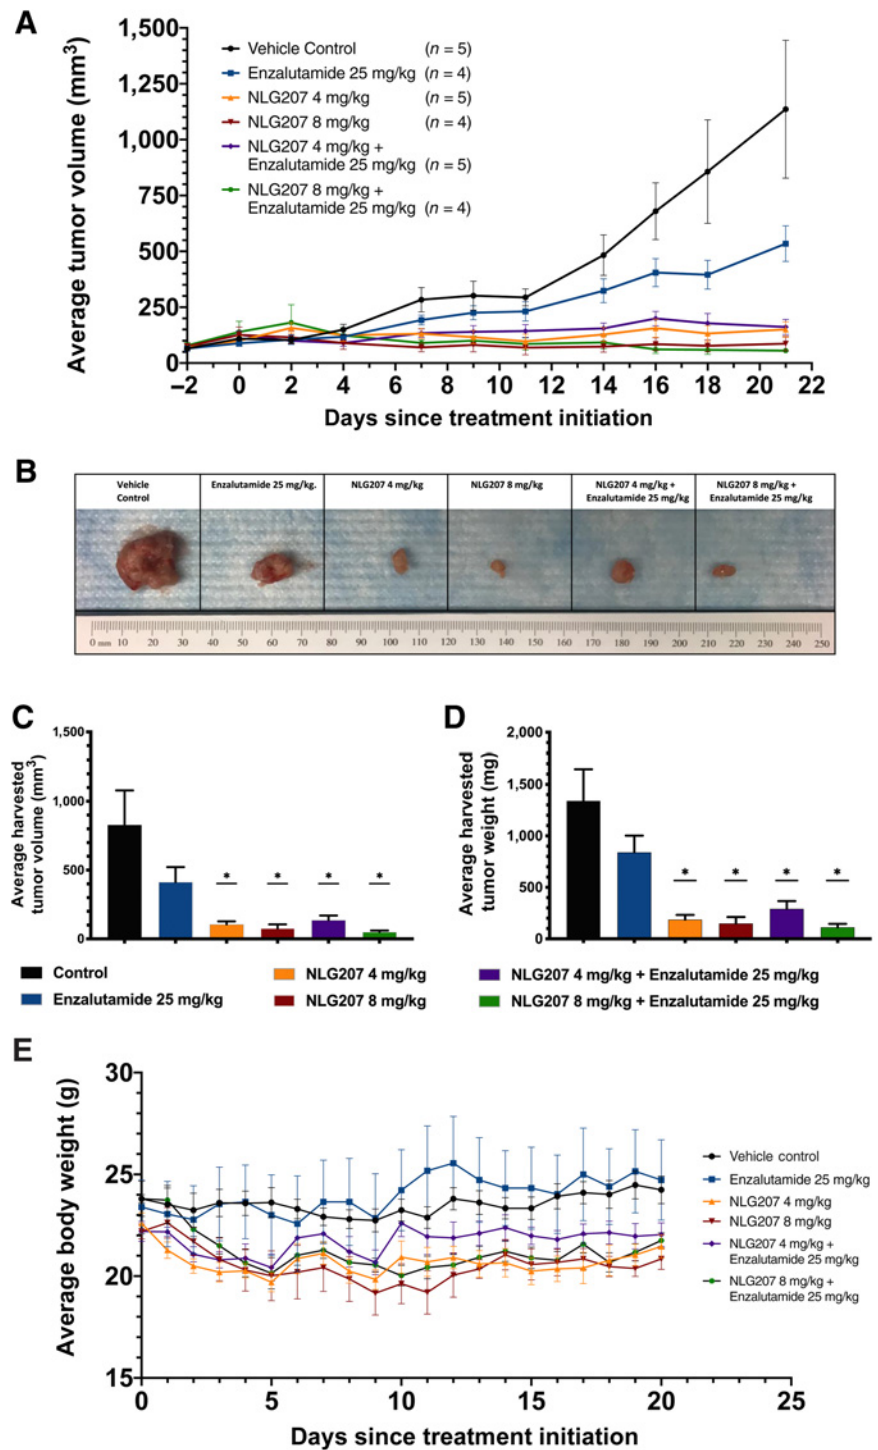 A
Average tumor volume (mm³)
1,500
1,250
1,000
750
500
250
0
Vehicle Control (n = 5)
Enzalutamide 25 mg/kg (n = 4)
NLG207 4 mg/kg (n = 5)
NLG207 8 mg/kg (n = 4)
NLG207 4 mg/kg +
Enzalutamide 25 mg/kg (n = 5)
NLG207 8 mg/kg +
Enzalutamide 25 mg/kg (n = 4)
−2 0 2 4 6 8 10 12 14 16 18 20 22
Days since treatment initiation
B
Vehicle
Control
Enzalutamide 25 mg/kg.
NLG207 4 mg/kg
NLG207 8 mg/kg
NLG207 4 mg/kg +
Enzalutamide 25 mg/kg
NLG207 8 mg/kg +
Enzalutamide 25 mg/kg
0 mm 10 20 30 40 50 60 70 80 90 100 110 120 130 140 150 160 170 180 190 200 210 220 230 240 250
C
Average harvested
tumor volume (mm³)
1,500
1,000
500
0
* * * *
D
Average harvested
tumor weight (mg)
2,000
1,500
1,000
500
0
* * * *
Control
Enzalutamide 25 mg/kg
NLG207 4 mg/kg
NLG207 8 mg/kg
NLG207 4 mg/kg + Enzalutamide 25 mg/kg
NLG207 8 mg/kg + Enzalutamide 25 mg/kg
E
Average body weight (g)
30
25
20
15
Vehicle control
Enzalutamide 25 mg/kg
NLG207 4 mg/kg
NLG207 8 mg/kg
NLG207 4 mg/kg +
Enzalutamide 25 mg/kg
NLG207 8 mg/kg +
Enzalutamide 25 mg/kg
0 5 10 15 20 25
Days since treatment initiation